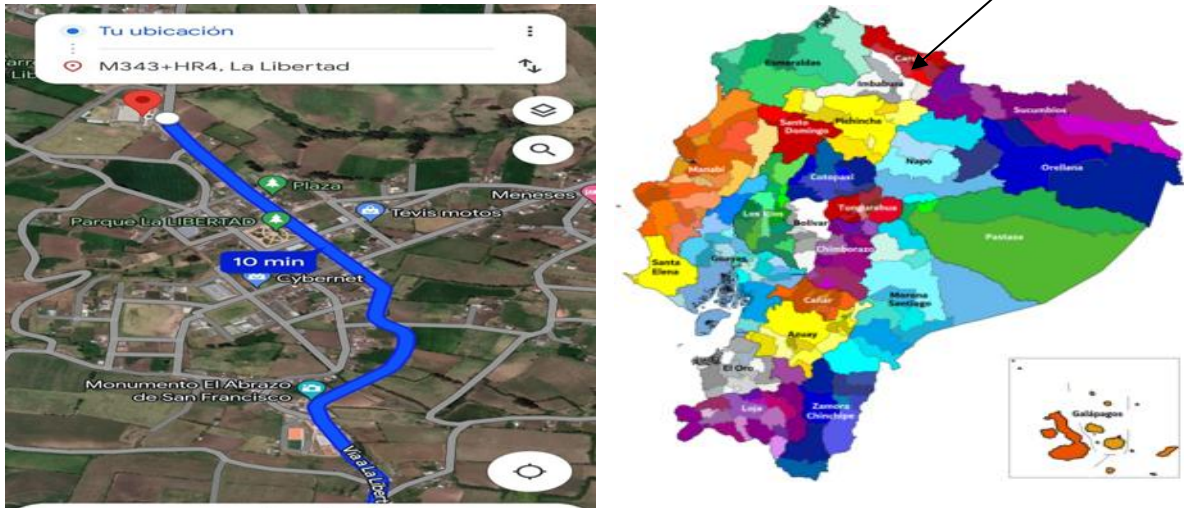 Tu ubicación
M343+HR4, La Libertad
Plaza
Meneses
Parque La LIBERTAD
Tevis motos
10 min
Cybernet
Monumento El Abrazo
de San Francisco
Vía a La Libert
Esmeraldas
Carc
Imbabura
Sucumbíos
Santo
Domingo
Pichincha
Napo
Orellana
Manabí
Cotopaxi
Los Ríos
Tungurahua
Bolívar
Pastaza
Chimborazo
Santa
Elena
Guayas
Cañar
Morona
Santiago
Azuay
El Oro
Loja
Zamora
Chinchipe
Galápagos